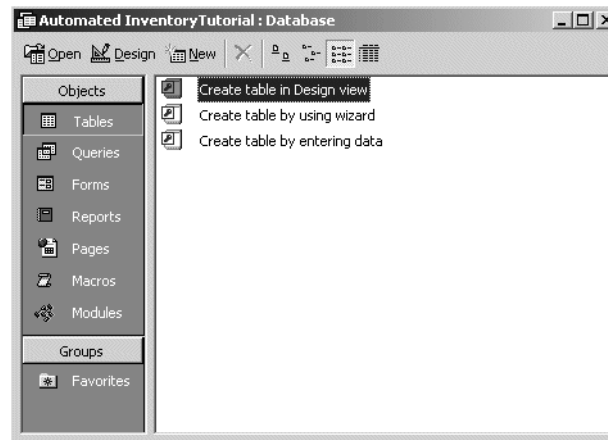 Automated InventoryTutorial : Database
Open Design New
Objects
Tables
Queries
Forms
Reports
Pages
Macros
Modules
Groups
Favorites
Create table in Design view
Create table by using wizard
Create table by entering data